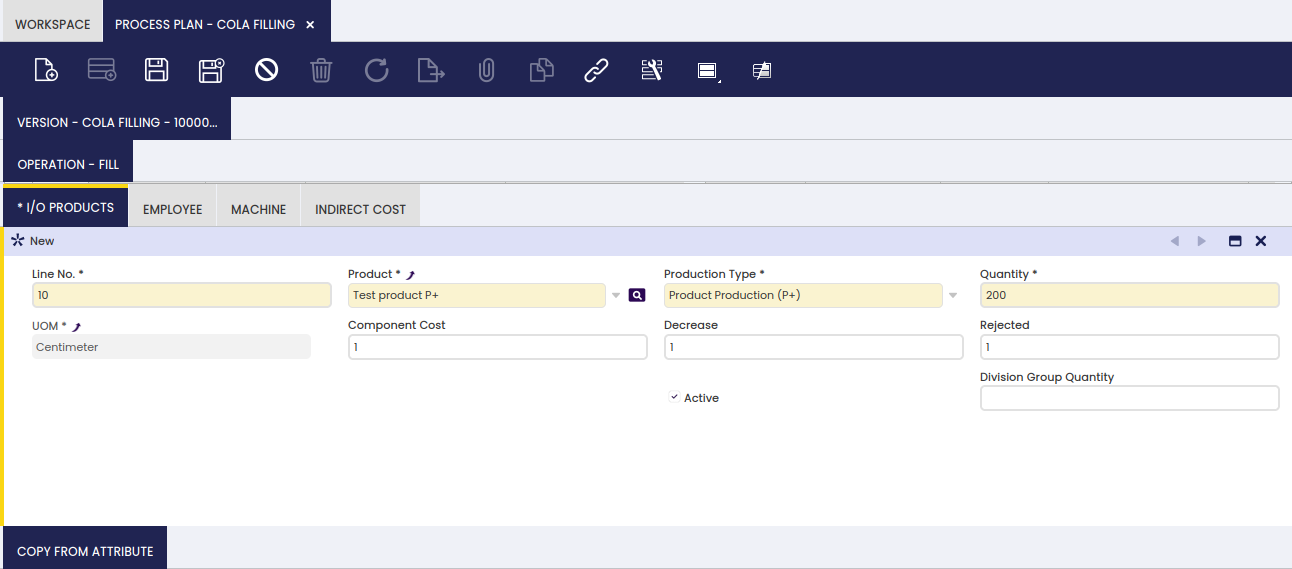 WORKSPACE PROCESS PLAN - COLA FILLING
VERSION - COLA FILLING - 10000...
OPERATION - FILL
* I/O PRODUCTS EMPLOYEE MACHINE INDIRECT COST
New
Line No. * Product * Production Type * Quantity *
10 Test product P+ Product Production (P+) 200
UOM * Component Cost Decrease Rejected
Centimeter 1 1 1
Division Group Quantity
Active
COPY FROM ATTRIBUTE